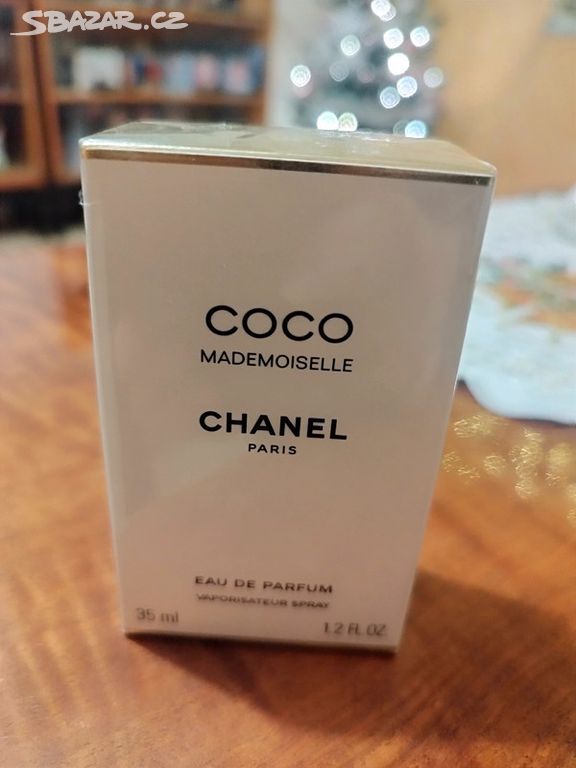 SBAZAR.CZ
COCO
MADEMOISELLE
CHANEL
PARIS
EAU DE PARFUM
VAPORISATEUR SPRAY
35 ml
1.2 FL.OZ